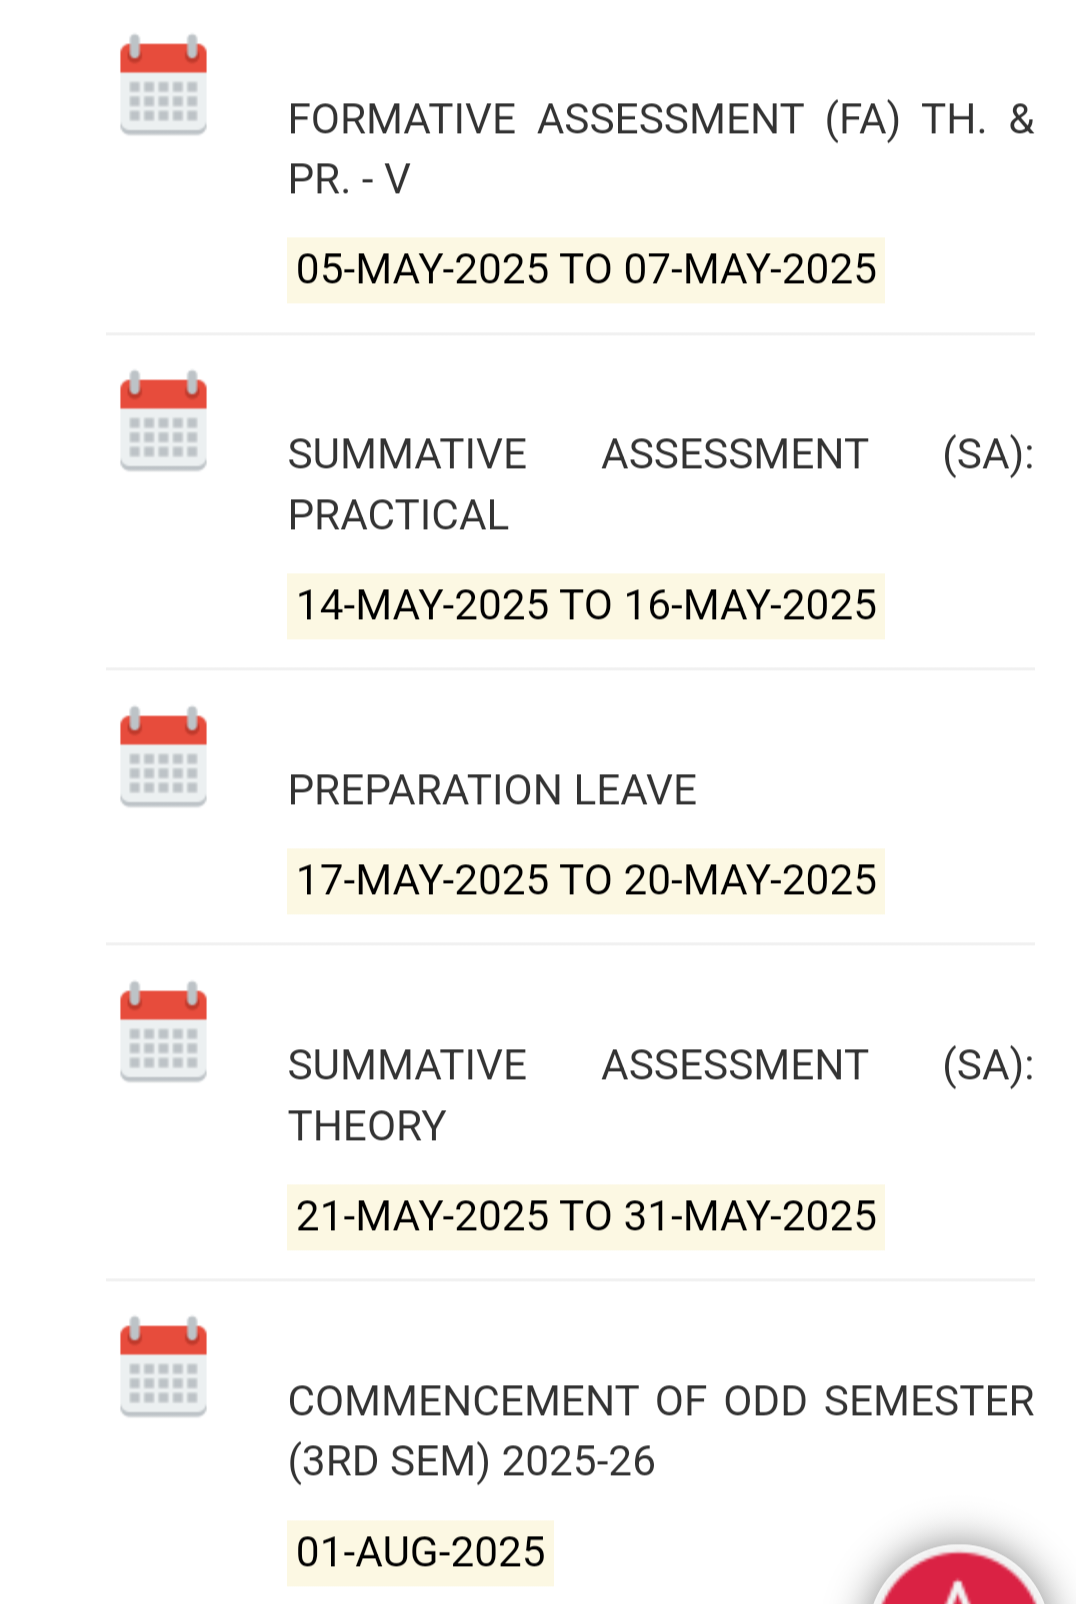 FORMATIVE ASSESSMENT (FA) TH. &
PR. - V
05-MAY-2025 TO 07-MAY-2025
SUMMATIVE ASSESSMENT (SA):
PRACTICAL
14-MAY-2025 TO 16-MAY-2025
PREPARATION LEAVE
17-MAY-2025 TO 20-MAY-2025
SUMMATIVE ASSESSMENT (SA):
THEORY
21-MAY-2025 TO 31-MAY-2025
COMMENCEMENT OF ODD SEMESTER
(3RD SEM) 2025-26
01-AUG-2025